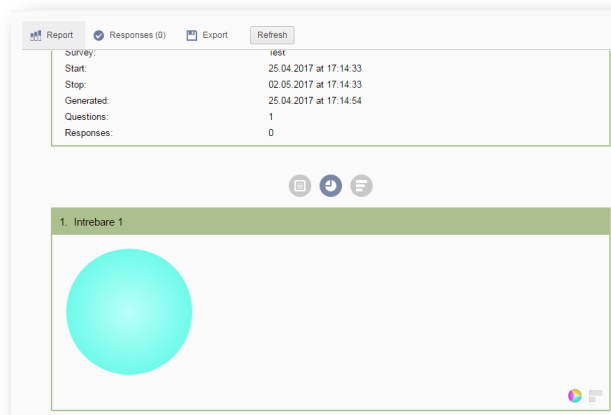 Report Responses (0) Export Refresh
Survey: Test
Start: 25.04.2017 at 17:14:33
Stop: 02.05.2017 at 17:14:33
Generated: 25.04.2017 at 17:14:54
Questions: 1
Responses: 0
1. Intrebare 1